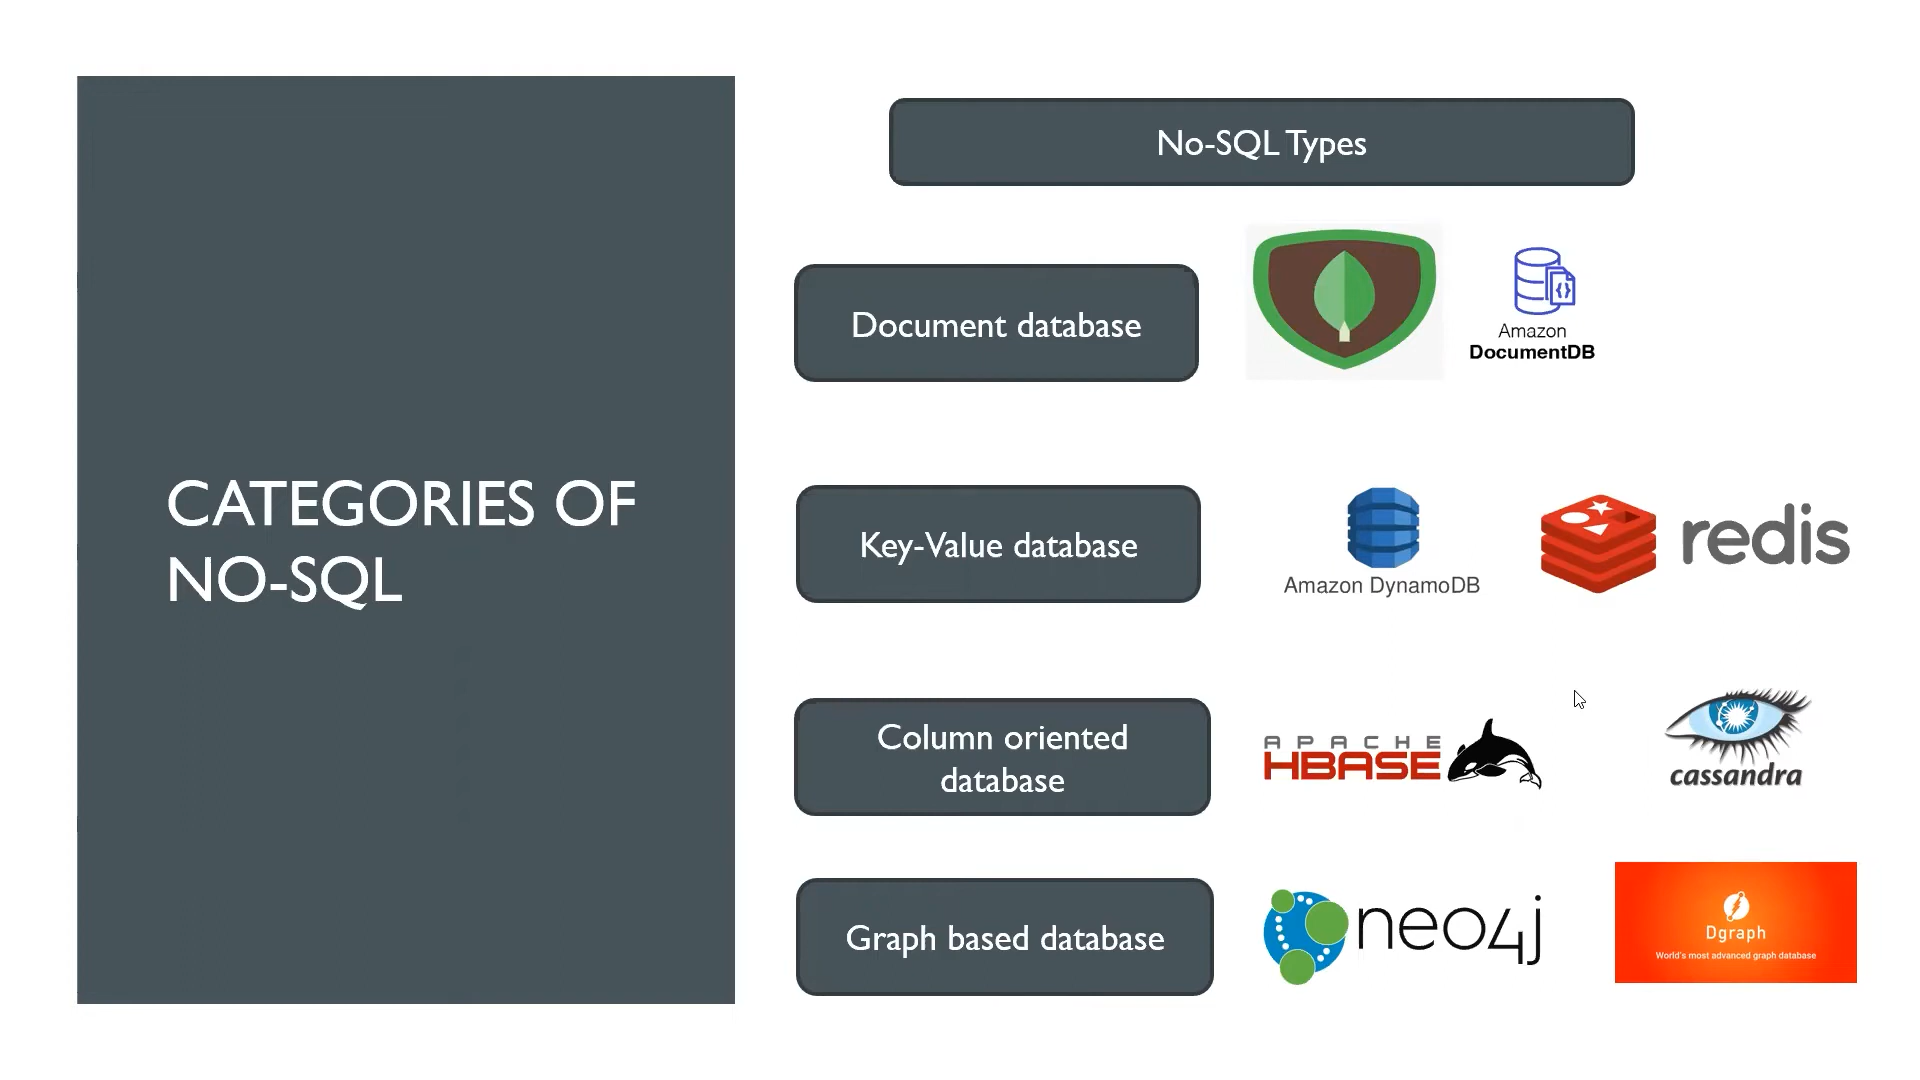 CATEGORIES OF
NO-SQL
No-SQL Types
Document database
Amazon
DocumentDB
Key-Value database
Amazon DynamoDB
redis
Column oriented
database
APACHE
HBASE
cassandra
Graph based database
neo4j
Dgraph
World's most advanced graph database